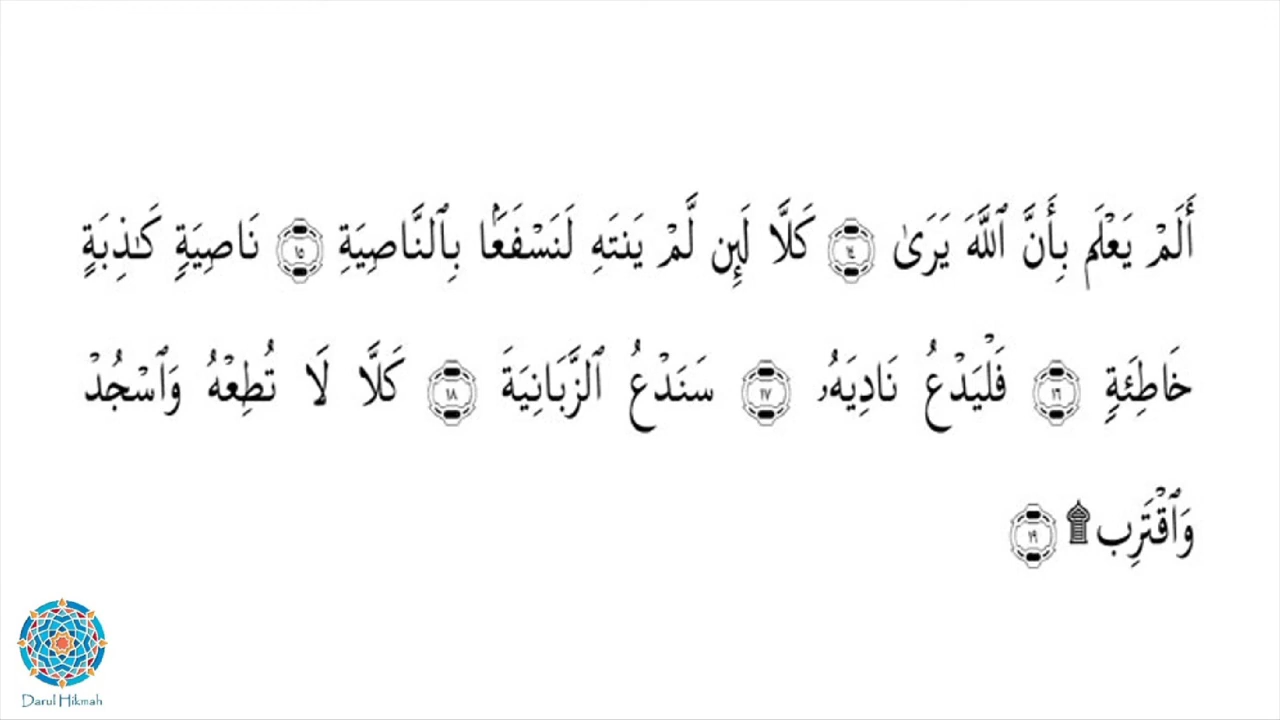 أَلَمْ يَعْلَم بِأَنَّ ٱللَّهَ يَرَىٰ ١٤ كَلَّا لَئِن لَّمْ يَنتَهِ لَنَسْفَعًۢا بِٱلنَّاصِيَةِ ١٥ نَاصِيَةٍ كَـٰذِبَةٍ
خَاطِئَةٍ ١٦ فَلْيَدْعُ نَادِيَهُۥ ١٧ سَنَدْعُ ٱلزَّبَانِيَةَ ١٨ كَلَّا لَا تُطِعْهُ وَٱسْجُدْ
وَٱقْتَرِب ۩ ١٩
Darul Hikmah